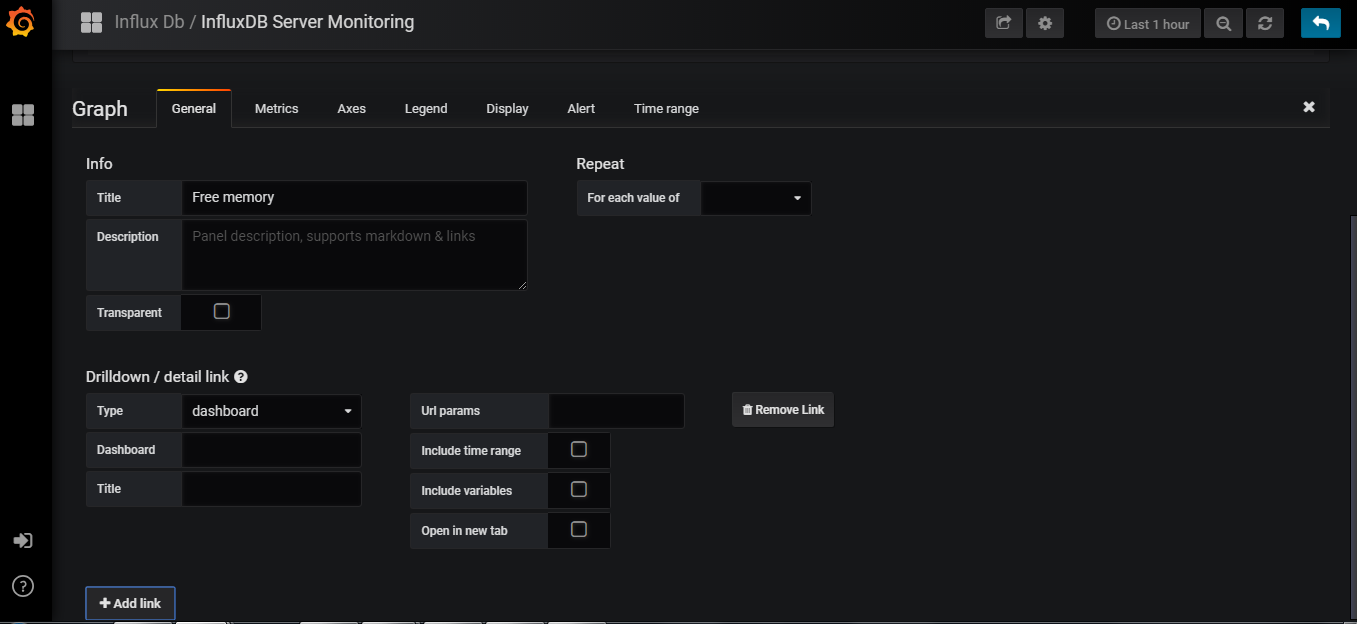 Influx Db / InfluxDB Server Monitoring
Last 1 hour
Graph
General
Metrics
Axes
Legend
Display
Alert
Time range
Info
Title
Free memory
Description
Panel description, supports markdown & links
Transparent
Repeat
For each value of
Drilldown / detail link
Type
dashboard
Dashboard
Title
Url params
Include time range
Include variables
Open in new tab
Remove Link
Add link